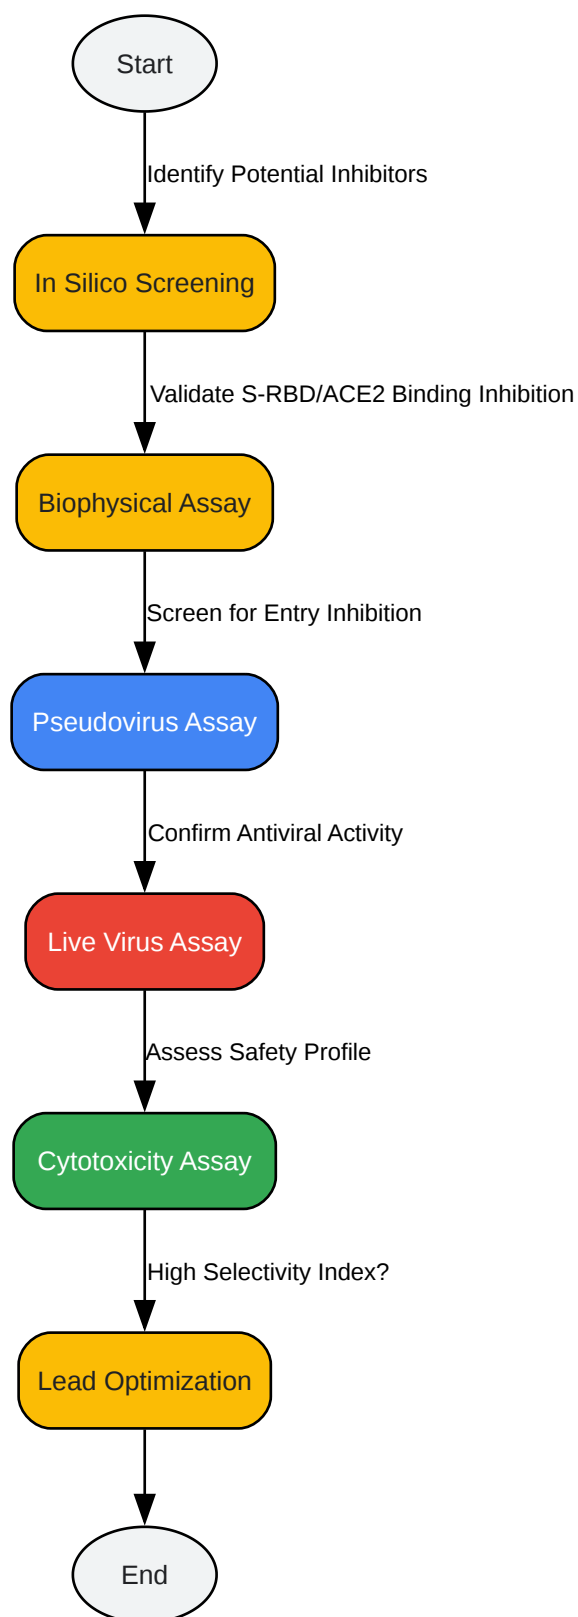 Start
Identify Potential Inhibitors
In Silico Screening
Validate S-RBD/ACE2 Binding Inhibition
Biophysical Assay
Screen for Entry Inhibition
Pseudovirus Assay
Confirm Antiviral Activity
Live Virus Assay
Assess Safety Profile
Cytotoxicity Assay
High Selectivity Index?
Lead Optimization
End